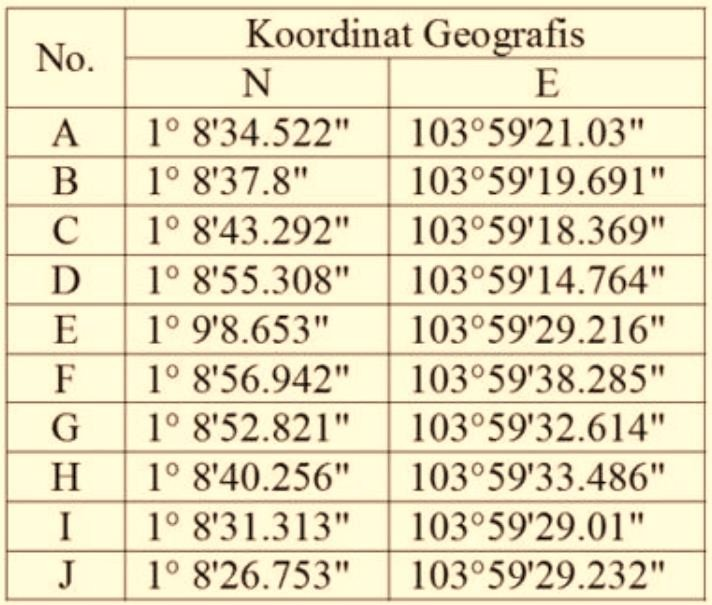 No. Koordinat Geografis
N E
A 1° 8'34.522" 103°59'21.03"
B 1° 8'37.8" 103°59'19.691"
C 1° 8'43.292" 103°59'18.369"
D 1° 8'55.308" 103°59'14.764"
E 1° 9'8.653" 103°59'29.216"
F 1° 8'56.942" 103°59'38.285"
G 1° 8'52.821" 103°59'32.614"
H 1° 8'40.256" 103°59'33.486"
I 1° 8'31.313" 103°59'29.01"
J 1° 8'26.753" 103°59'29.232"